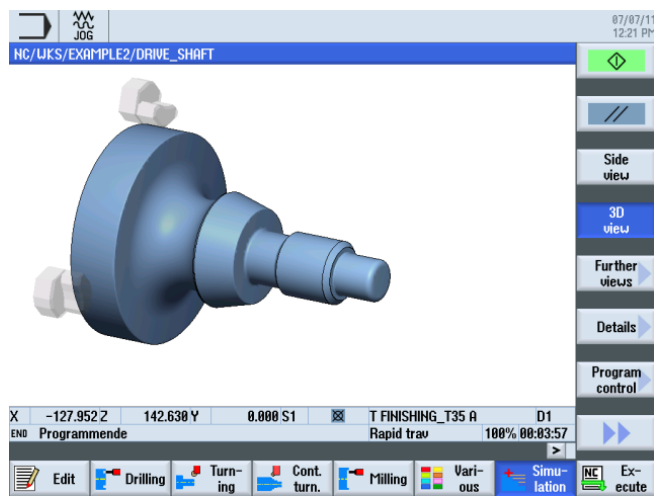 JOG
07/07/11
12:21 PM
NC/WKS/EXAMPLE2/DRIVE_SHAFT
Side
view
3D
view
Further
views
Details
Program
control
X -127.952 Z 142.630 Y 0.000 S1 T FINISHING_T35 A D1
END Programmende Rapid trav 100% 00:03:57
>
Edit
Drilling
Turn-
ing
Cont.
turn.
Milling
Vari-
ous
Simu-
lation
NC
Ex-
ecute